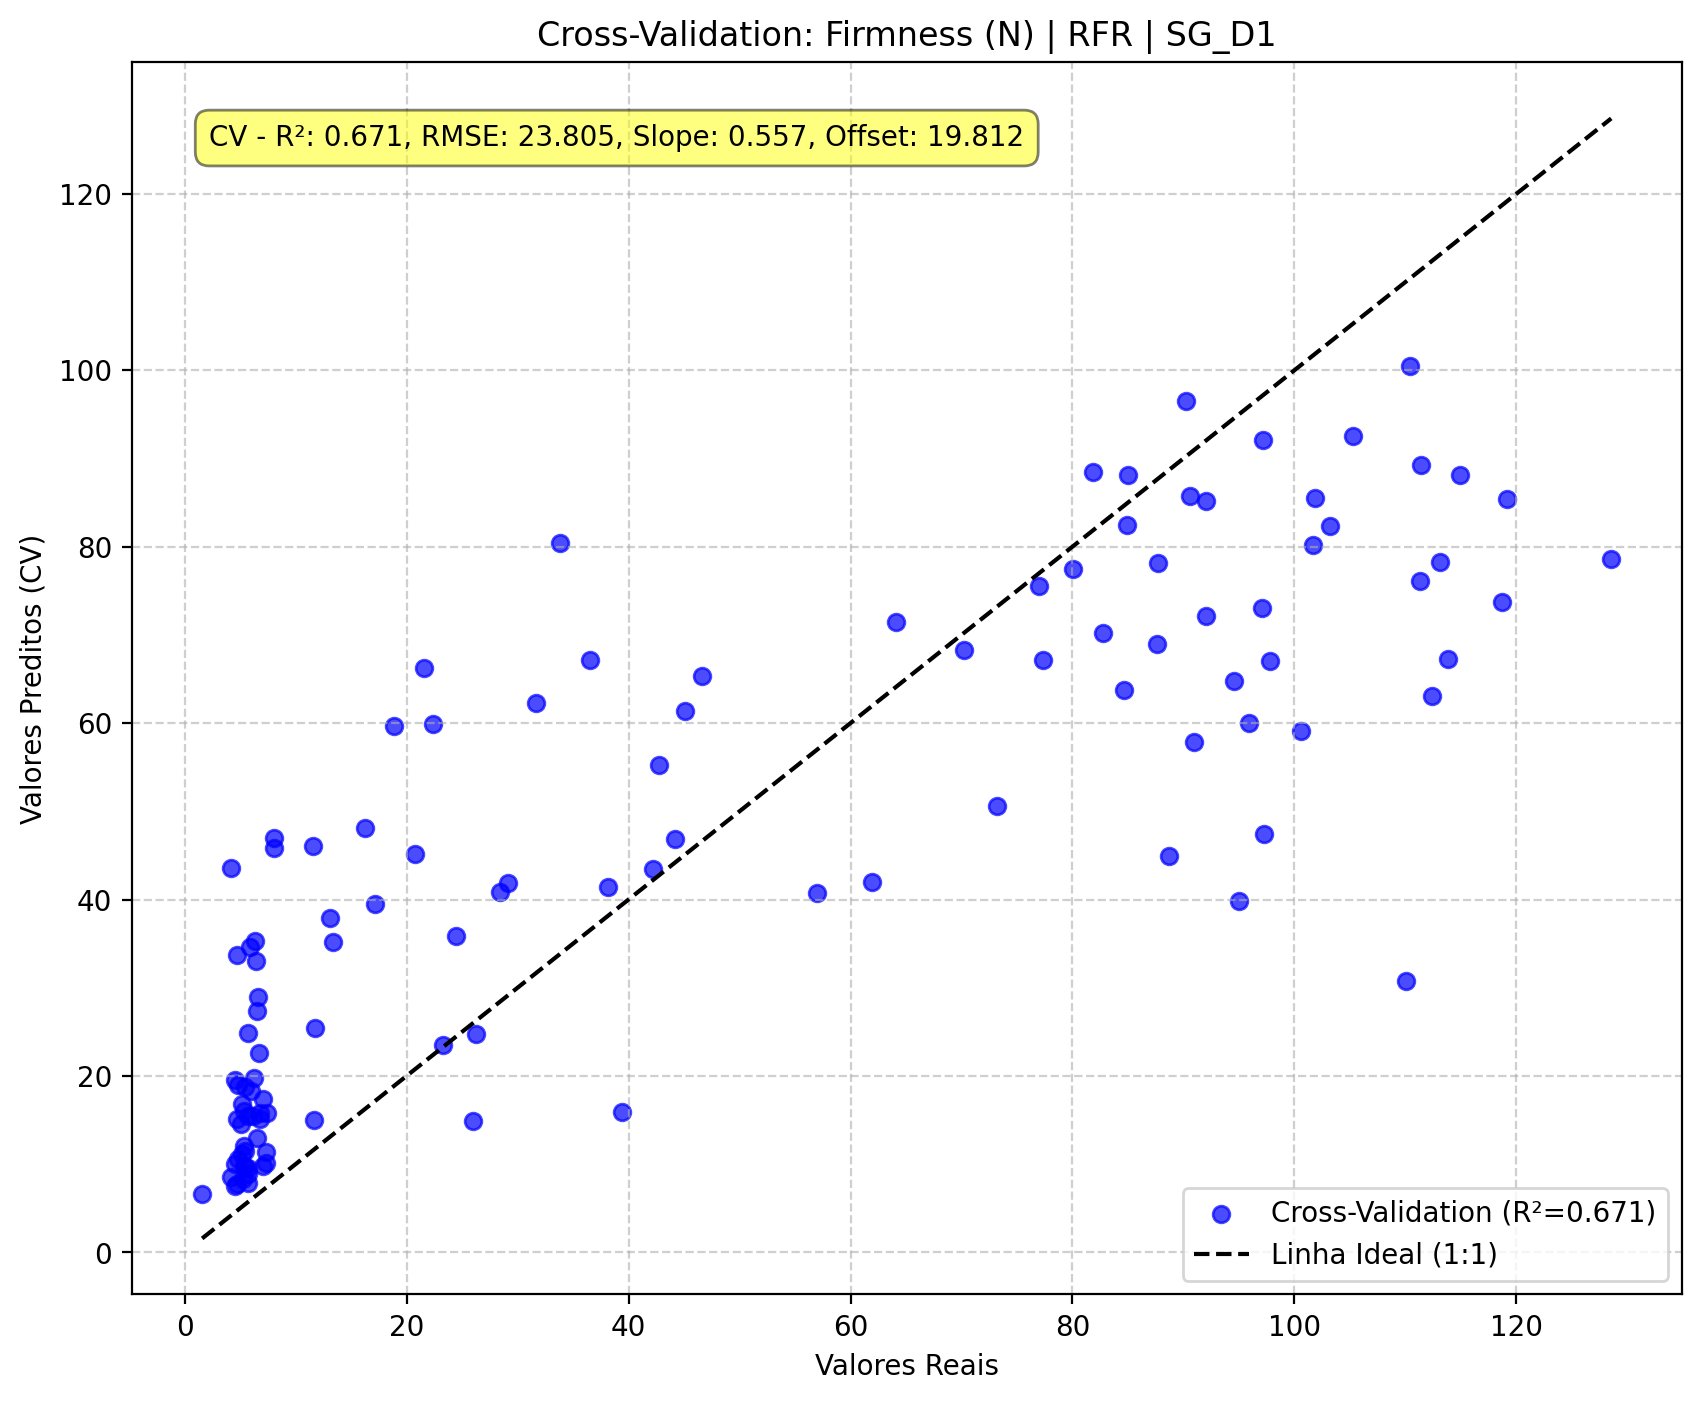 Cross-Validation: Firmness (N) | RFR | SG_D1
CV - R²: 0.671, RMSE: 23.805, Slope: 0.557, Offset: 19.812
120
100
80
60
40
20
0
Valores Preditos (CV)
Cross-Validation (R²=0.671)
Linha Ideal (1:1)
0 20 40 60 80 100 120
Valores Reais